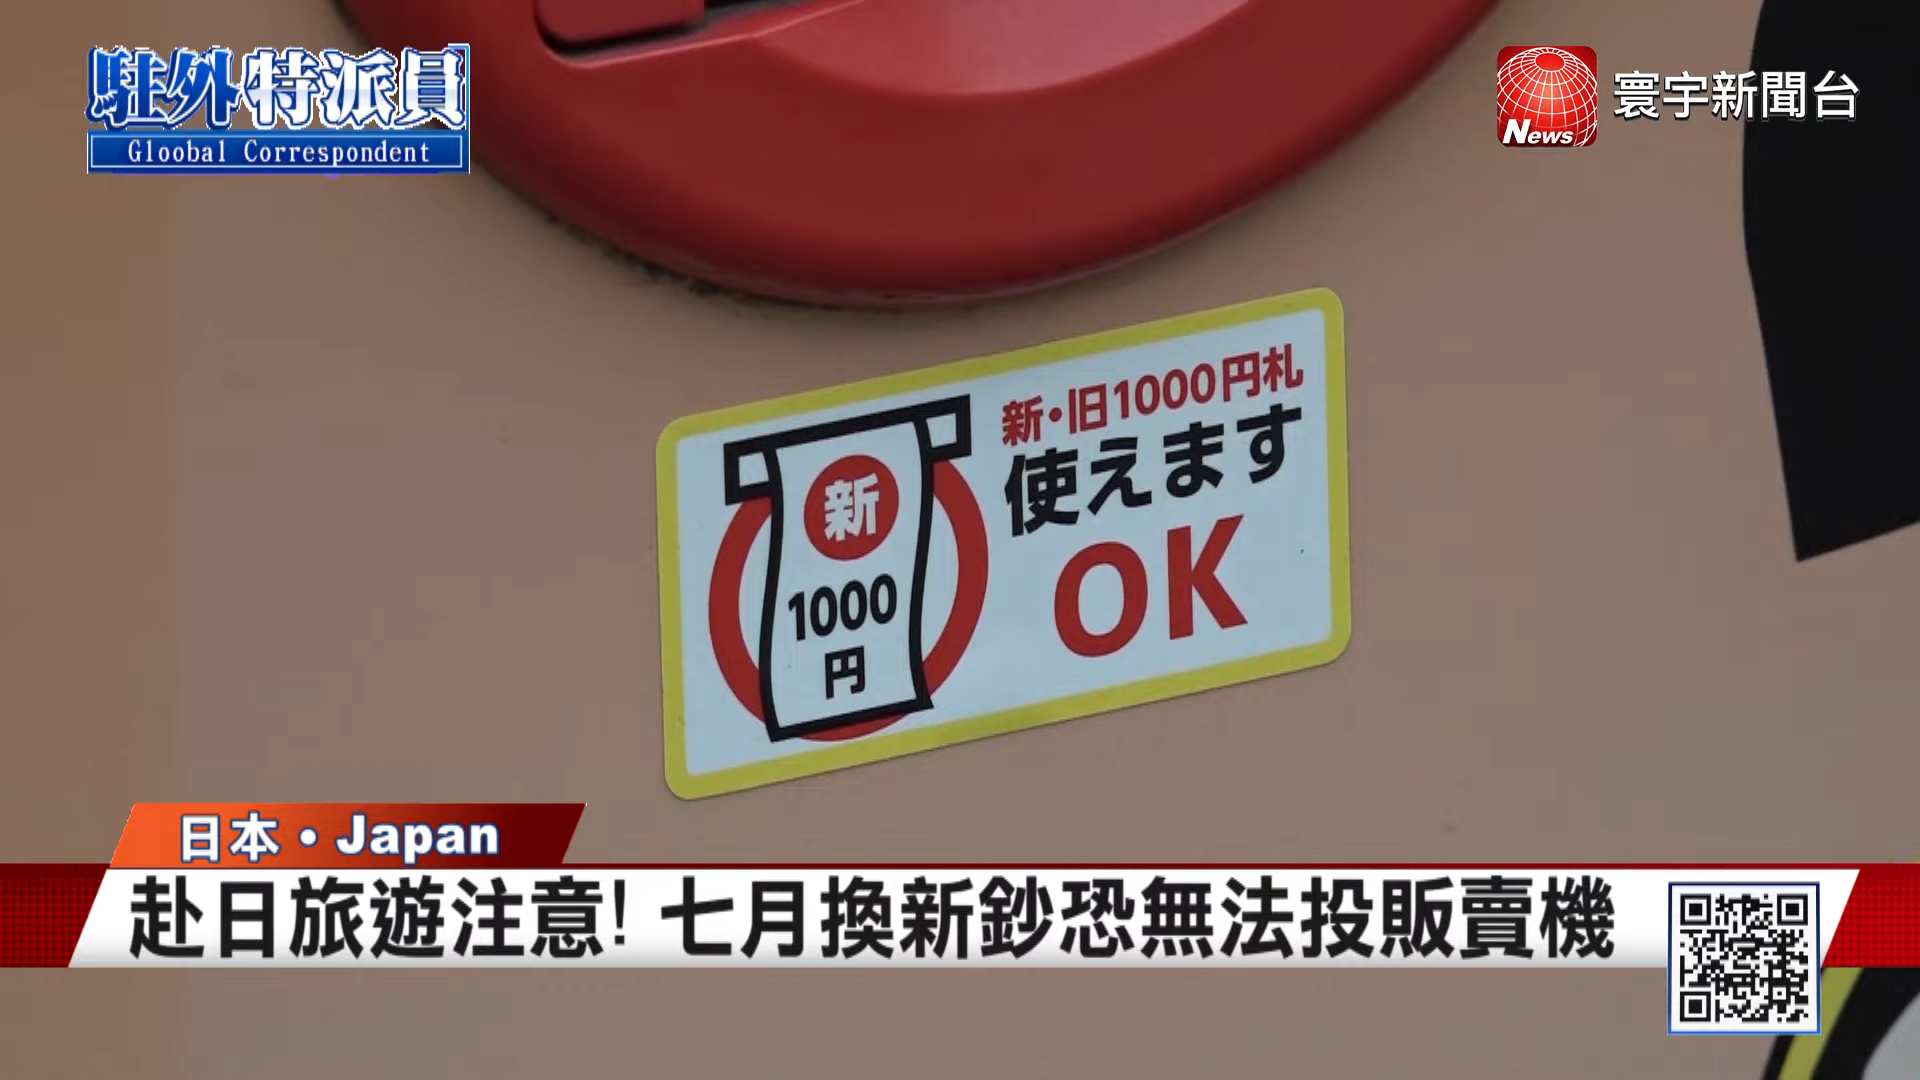 駐外特派員
Gloobal Correspondent
News
寰宇新聞台
新・旧1000円札
使えます
OK
新
1000
円
日本・Japan
赴日旅遊注意! 七月換新鈔恐無法投販賣機